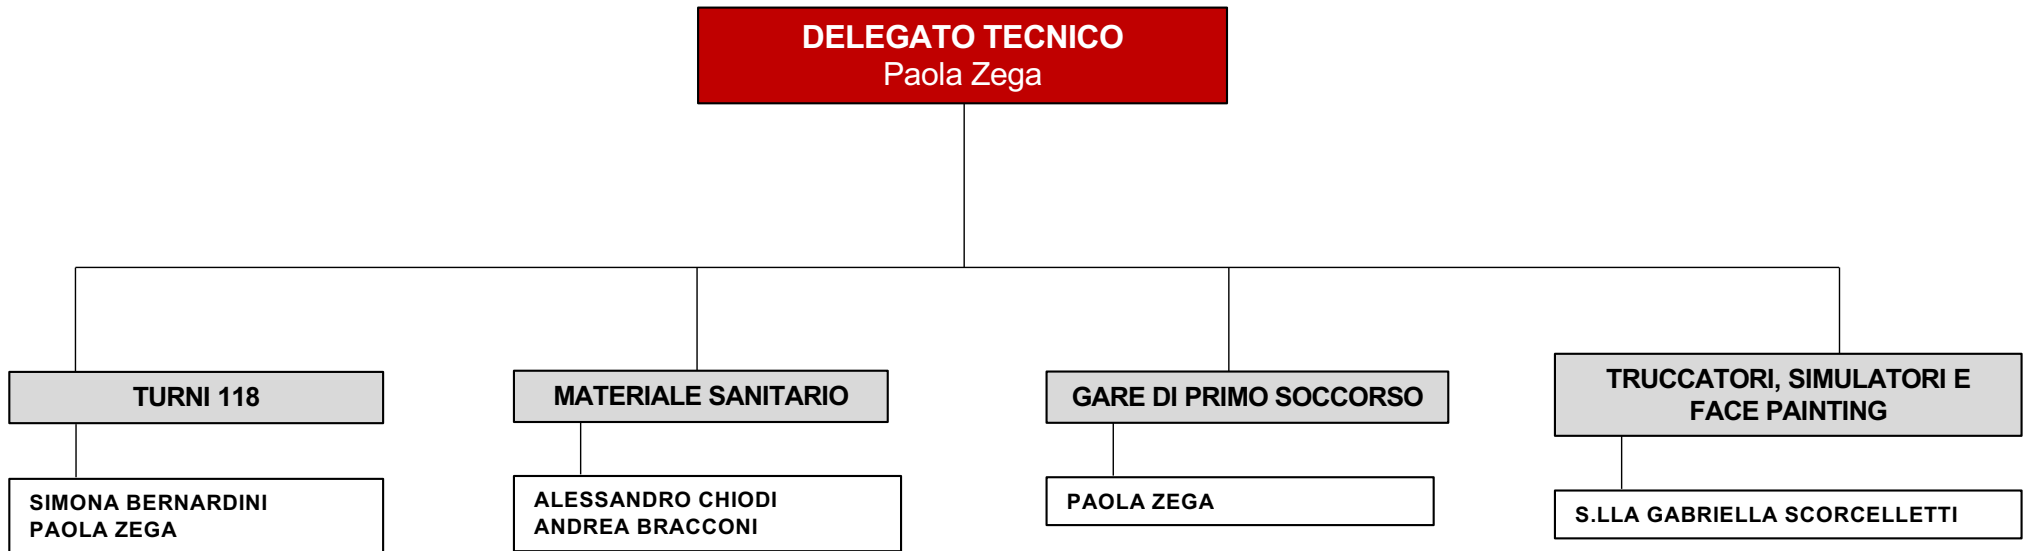 DELEGATO TECNICO
Paola Zega
TURNI 118
SIMONA BERNARDINI
PAOLA ZEGA
MATERIALE SANITARIO
ALESSANDRO CHIODI
ANDREA BRACCONI
GARE DI PRIMO SOCCORSO
PAOLA ZEGA
TRUCCATORI, SIMULATORI E
FACE PAINTING
S.LLA GABRIELLA SCORCELLETTI